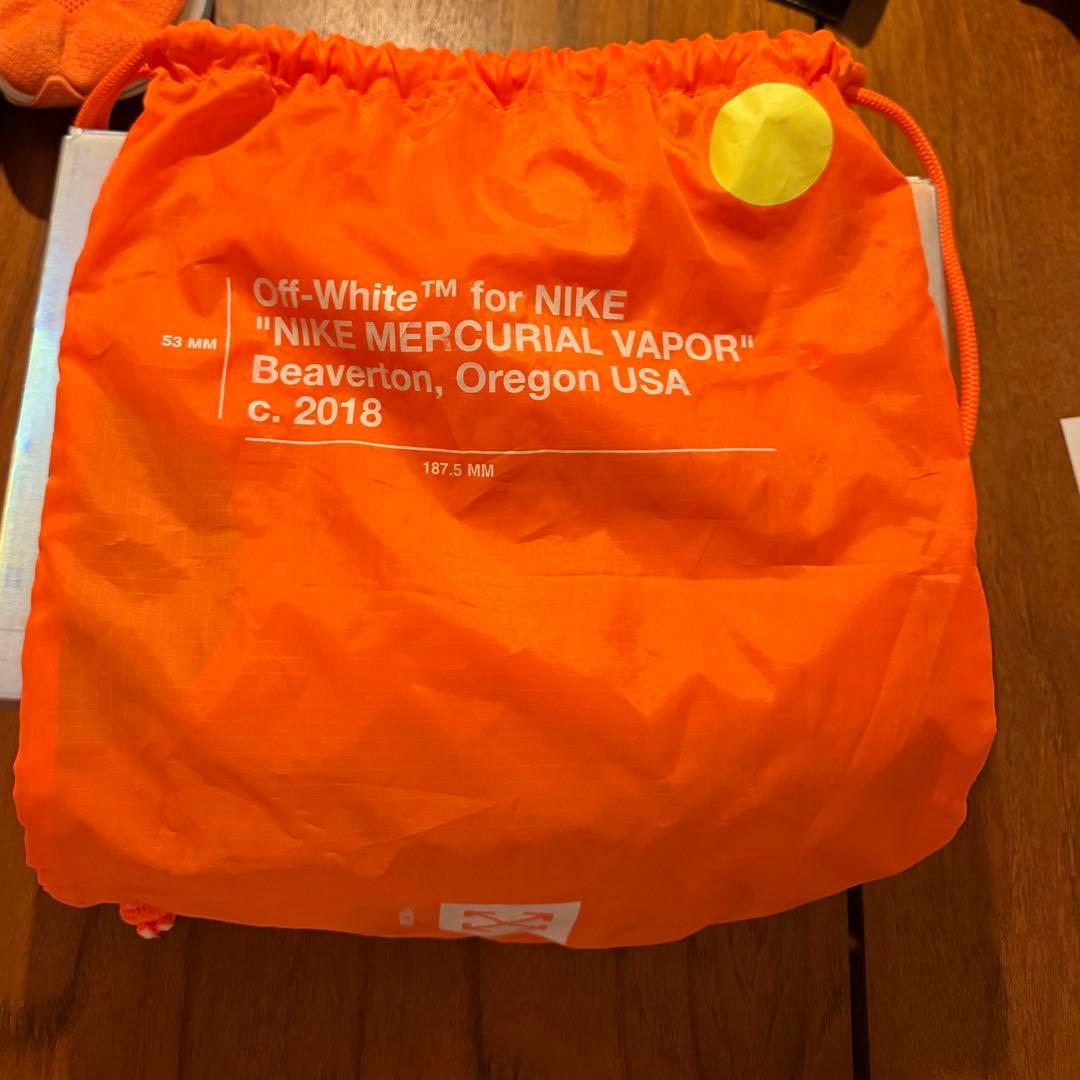 Off-White™ for NIKE
"NIKE MERCURIAL VAPOR"
Beaverton, Oregon USA
c. 2018
53 MM
187.5 MM